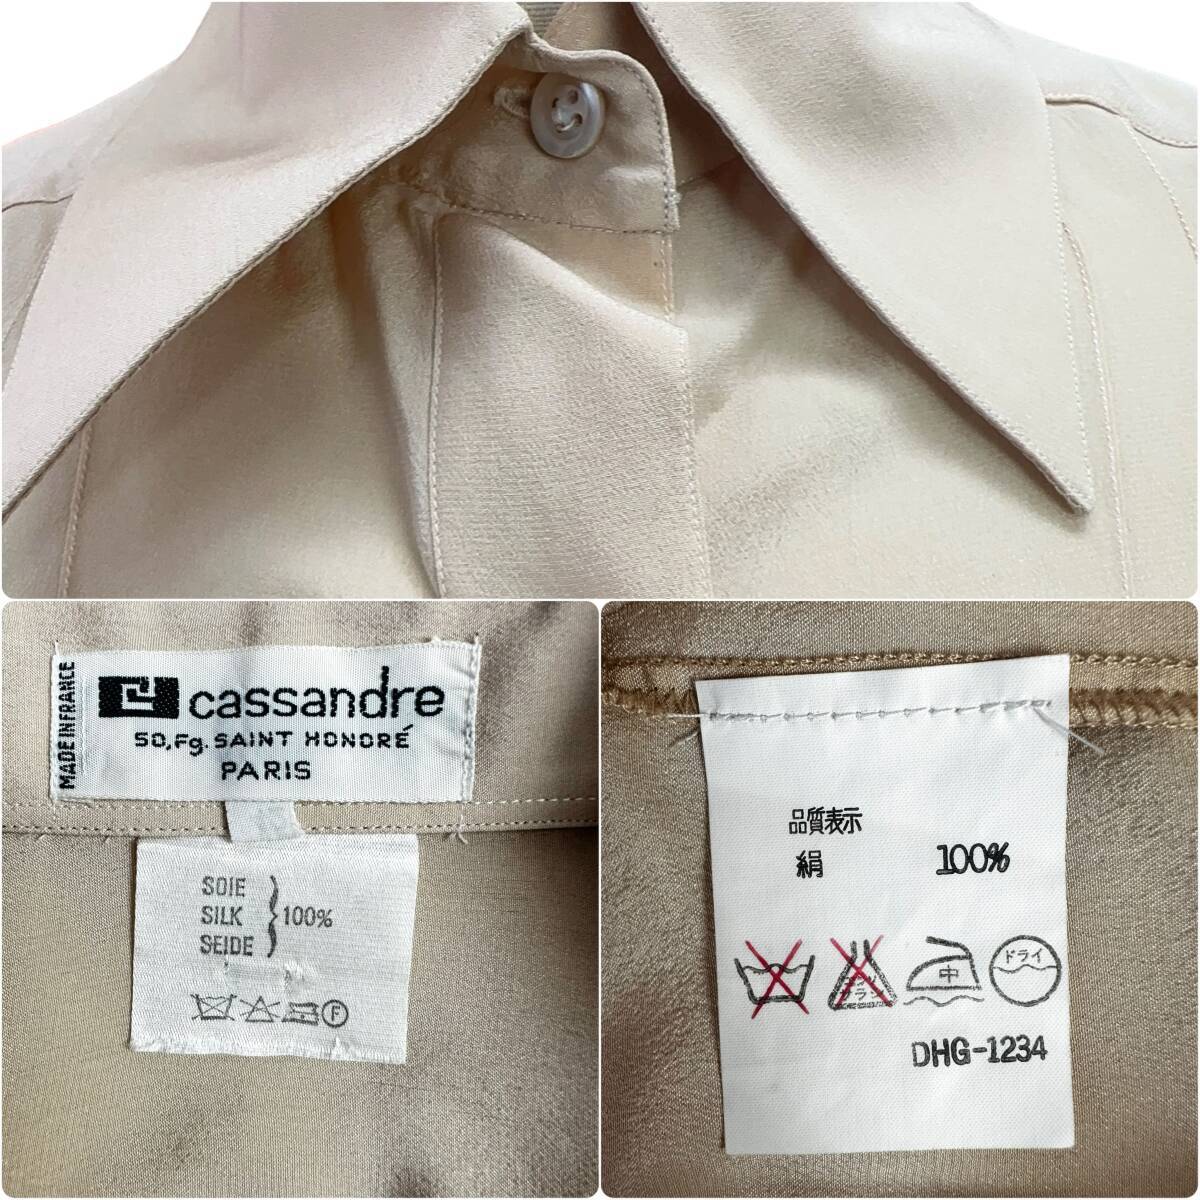 MADE IN FRANCE
cassandre
50, Fg. SAINT HONORÉ
PARIS
SOIE
SILK
SEIDE
100%
F
品質表示
絹 100%
中
ドライ
DHG-1234